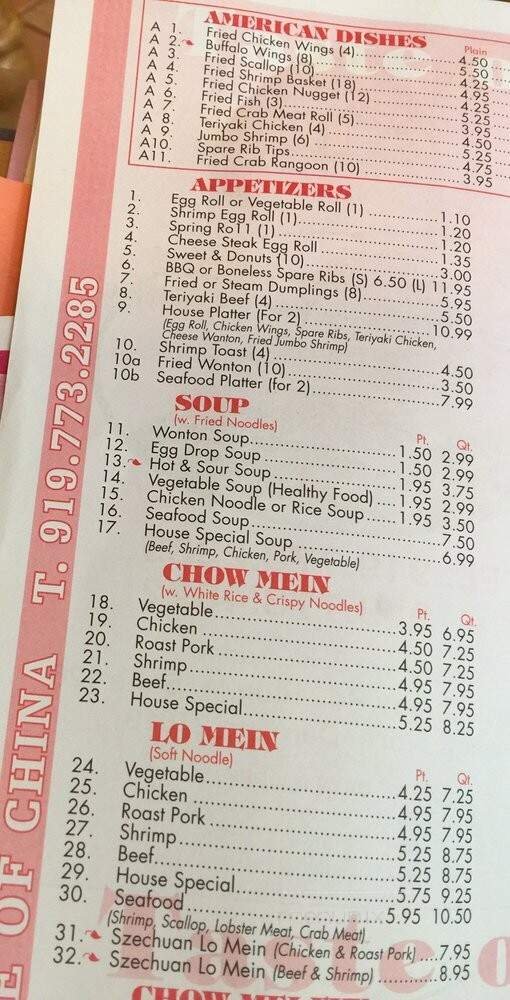 AMERICAN DISHES
Plain
A 1. Fried Chicken Wings (4) 4.50
A 2. Buffalo Wings (8) 5.50
A 3. Fried Scallop (10) 4.25
A 4. Fried Shrimp Basket (18) 4.95
A 5. Fried Chicken Nugget (12) 4.25
A 6. Fried Fish (3) 5.25
A 7. Fried Crab Meat Roll (5) 3.95
A 8. Teriyaki Chicken (4) 4.50
A 9. Jumbo Shrimp (6) 5.25
A10. Spare Rib Tips 4.75
A11. Fried Crab Rangoon (10) 3.95
APPETIZERS
1. Egg Roll or Vegetable Roll (1) 1.10
2. Shrimp Egg Roll (1) 1.20
3. Spring Ro11 (1) 1.20
4. Cheese Steak Egg Roll 1.35
5. Sweet & Donuts (10) 3.00
6. BBQ or Boneless Spare Ribs (S) 6.50 (L) 11.95
7. Fried or Steam Dumplings (8) 5.95
8. Teriyaki Beef (4) 5.50
9. House Platter (For 2) 10.99
(Egg Roll, Chicken Wings, Spare Ribs, Teriyaki Chicken,
Cheese Wanton, Fried Jumbo Shrimp)
10. Shrimp Toast (4) 4.50
10a Fried Wonton (10) 3.50
10b Seafood Platter (for 2) 7.99
SOUP
(w. Fried Noodles)
Pt. Qt.
11. Wonton Soup 1.50 2.99
12. Egg Drop Soup 1.50 2.99
13. Hot & Sour Soup 1.95 3.75
14. Vegetable Soup (Healthy Food) 1.95 2.99
15. Chicken Noodle or Rice Soup 1.95 3.50
16. Seafood Soup 7.50
17. House Special Soup 6.99
(Beef, Shrimp, Chicken, Pork, Vegetable)
CHOW MEIN
(w. White Rice & Crispy Noodles)
Pt. Qt.
18. Vegetable 3.95 6.95
19. Chicken 4.50 7.25
20. Roast Pork 4.50 7.25
21. Shrimp 4.95 7.95
22. Beef 4.95 7.95
23. House Special 5.25 8.25
LO MEIN
(Soft Noodle)
Pt. Qt.
24. Vegetable 4.25 7.25
25. Chicken 4.95 7.95
26. Roast Pork 4.95 7.95
27. Shrimp 5.25 8.75
28. Beef 5.25 8.75
29. House Special 5.75 9.25
30. Seafood 5.95 10.50
(Shrimp, Scallop, Lobster Meat, Crab Meat)
31. Szechuan Lo Mein (Chicken & Roast Pork) 7.95
32. Szechuan Lo Mein (Beef & Shrimp) 8.95
OF CHINA T. 919.773.2285